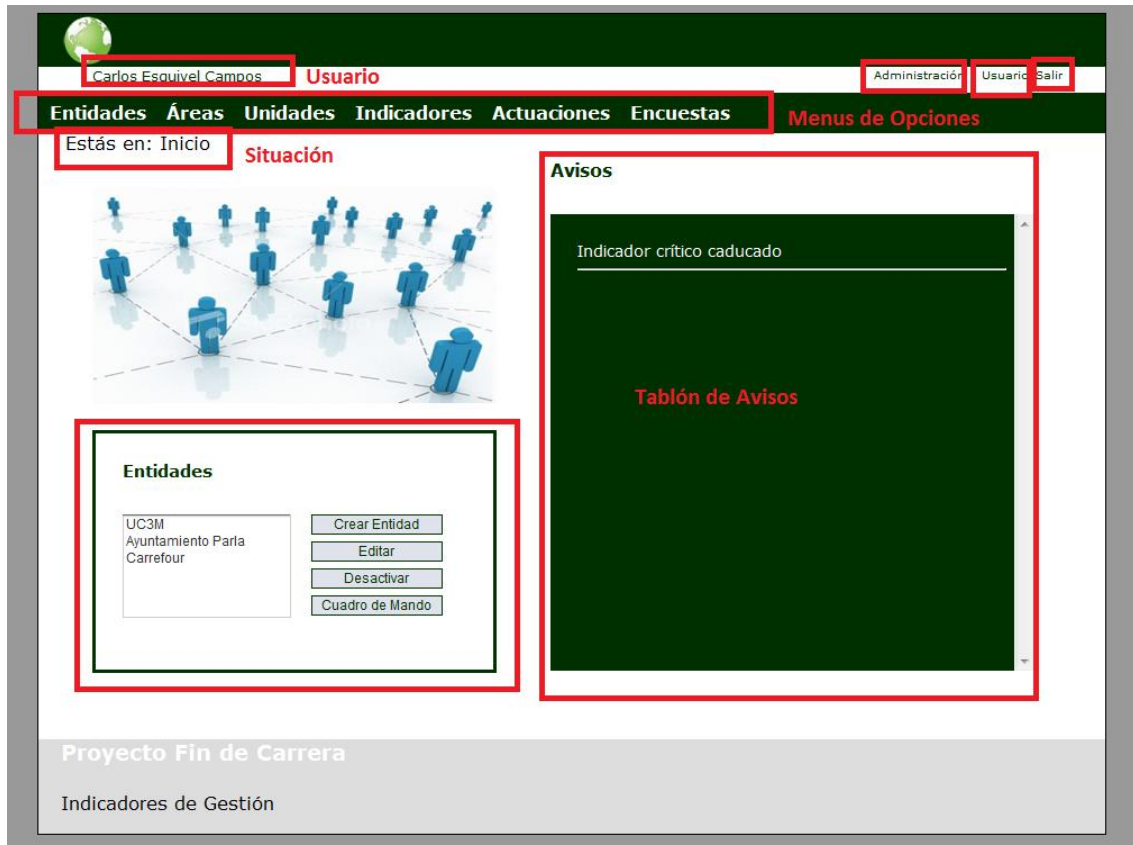 Carlos Esquivel Campos
Usuario
Administración
Usuario
Salir
Entidades Áreas Unidades Indicadores Actuaciones Encuestas
Menus de Opciones
Estás en: Inicio
Situación
Avisos
Indicador crítico caducado
Tablón de Avisos
Entidades
UC3M
Ayuntamiento Parla
Carrefour
Crear Entidad
Editar
Desactivar
Cuadro de Mando
Proyecto Fin de Carrera
Indicadores de Gestión